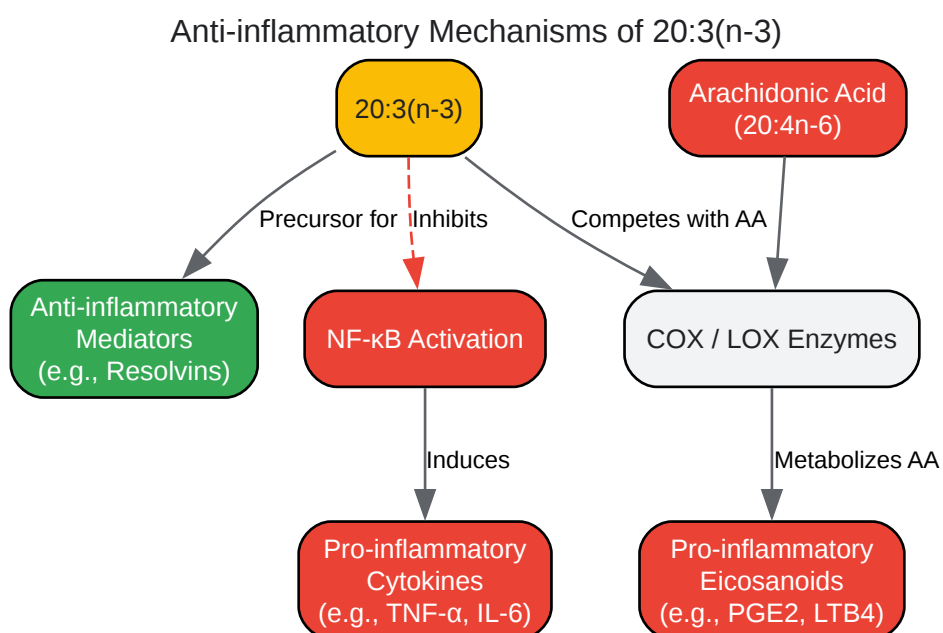 Anti-inflammatory Mechanisms of 20:3(n-3)
20:3(n-3)
Arachidonic Acid
(20:4n-6)
Precursor for
Inhibits
Competes with AA
Anti-inflammatory
Mediators
(e.g., Resolvins)
NF-κB Activation
COX / LOX Enzymes
Induces
Metabolizes AA
Pro-inflammatory
Cytokines
(e.g., TNF-α, IL-6)
Pro-inflammatory
Eicosanoids
(e.g., PGE2, LTB4)